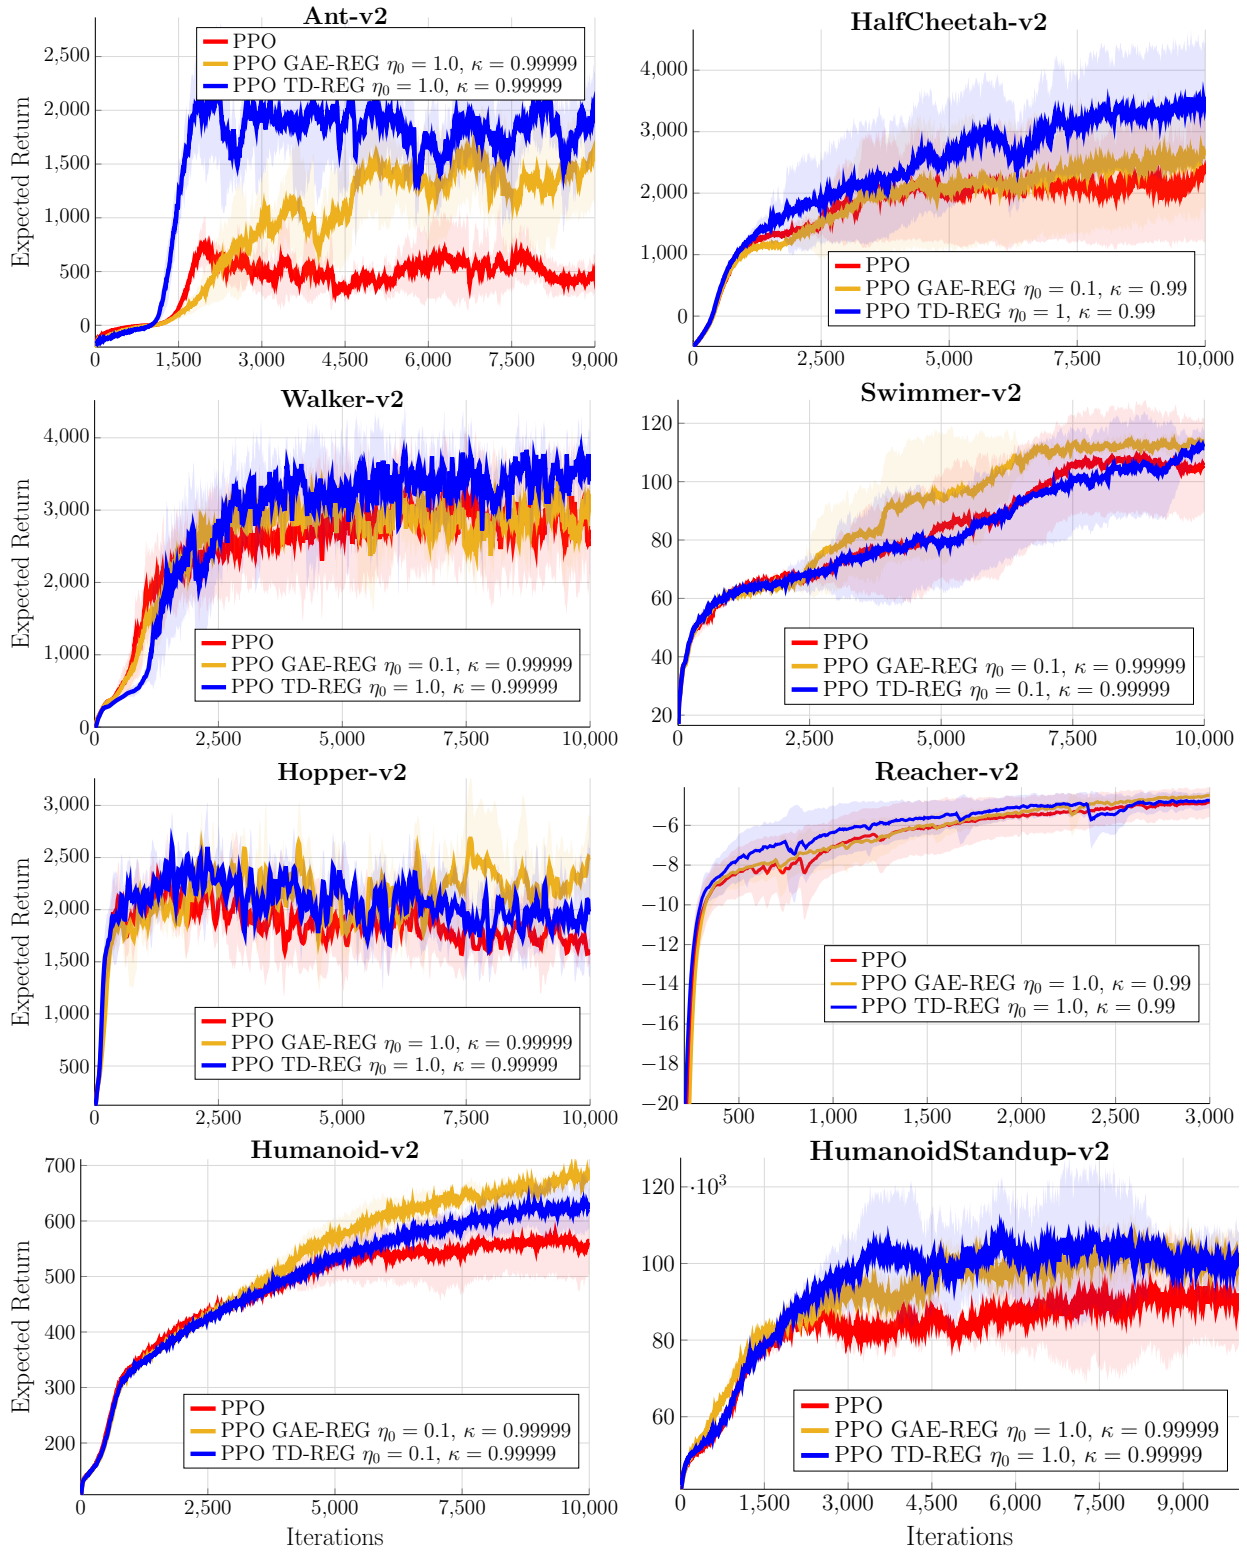 Ant-v2
2,500
2,000
1,500
1,000
500
0
Expected Return
PPO
PPO GAE-REG η₀ = 1.0, κ = 0.99999
PPO TD-REG η₀ = 1.0, κ = 0.99999
0 1,500 3,000 4,500 6,000 7,500 9,000
HalfCheetah-v2
4,000
3,000
2,000
1,000
0
PPO
PPO GAE-REG η₀ = 0.1, κ = 0.99
PPO TD-REG η₀ = 1, κ = 0.99
0 2,500 5,000 7,500 10,000
Walker-v2
4,000
3,000
2,000
1,000
0
Expected Return
PPO
PPO GAE-REG η₀ = 0.1, κ = 0.99999
PPO TD-REG η₀ = 1.0, κ = 0.99999
0 2,500 5,000 7,500 10,000
Swimmer-v2
120
100
80
60
40
20
PPO
PPO GAE-REG η₀ = 0.1, κ = 0.99999
PPO TD-REG η₀ = 0.1, κ = 0.99999
0 2,500 5,000 7,500 10,000
Hopper-v2
3,000
2,500
2,000
1,500
1,000
500
Expected Return
PPO
PPO GAE-REG η₀ = 1.0, κ = 0.99999
PPO TD-REG η₀ = 1.0, κ = 0.99999
0 2,500 5,000 7,500 10,000
Reacher-v2
−6
−8
−10
−12
−14
−16
−18
−20
PPO
PPO GAE-REG η₀ = 1.0, κ = 0.99
PPO TD-REG η₀ = 1.0, κ = 0.99
500 1,000 1,500 2,000 2,500 3,000
Humanoid-v2
700
600
500
400
300
200
Expected Return
PPO
PPO GAE-REG η₀ = 0.1, κ = 0.99999
PPO TD-REG η₀ = 0.1, κ = 0.99999
0 2,500 5,000 7,500 10,000
Iterations
HumanoidStandup-v2
·10³
120
100
80
60
PPO
PPO GAE-REG η₀ = 1.0, κ = 0.99999
PPO TD-REG η₀ = 1.0, κ = 0.99999
0 1,500 3,000 4,500 6,000 7,500 9,000
Iterations